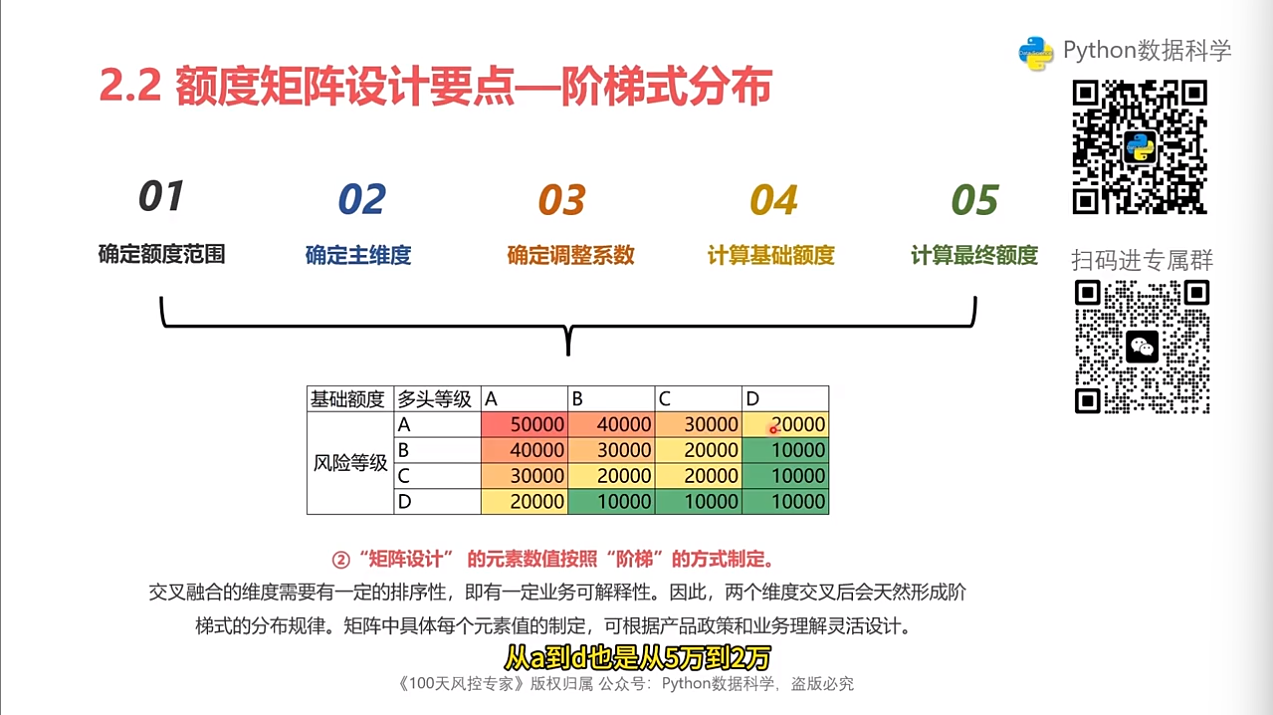 2.2 额度矩阵设计要点—阶梯式分布
Python数据科学
01 02 03 04 05
确定额度范围 确定主维度 确定调整系数 计算基础额度 计算最终额度
扫码进专属群
基础额度 多头等级 A B C D
风险等级 A 50000 40000 30000 20000
B 40000 30000 20000 10000
C 30000 20000 20000 10000
D 20000 10000 10000 10000
②“矩阵设计” 的元素数值按照“阶梯”的方式制定。
交叉融合的维度需要有一定的排序性，即有一定业务可解释性。因此，两个维度交叉后会天然形成阶
梯式的分布规律。矩阵中具体每个元素值的制定，可根据产品政策和业务理解灵活设计。
从a到d也是从5万到2万
《100天风控专家》版权归属 公众号：Python数据科学，盗版必究